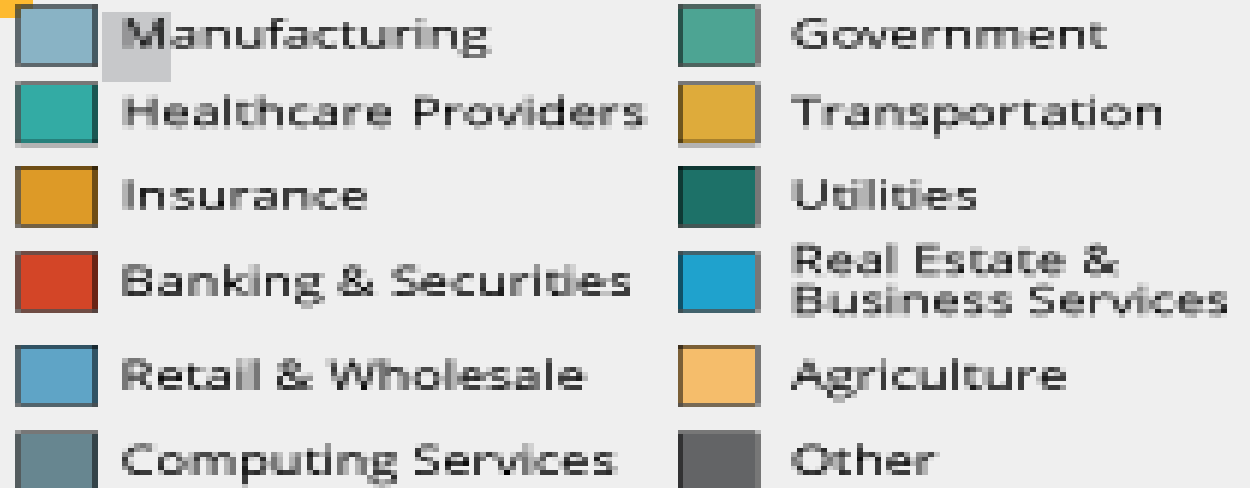 Manufacturing
Healthcare Providers
Insurance
Banking & Securities
Retail & Wholesale
Computing Services
Government
Transportation
Utilities
Real Estate &
Business Services
Agriculture
Other